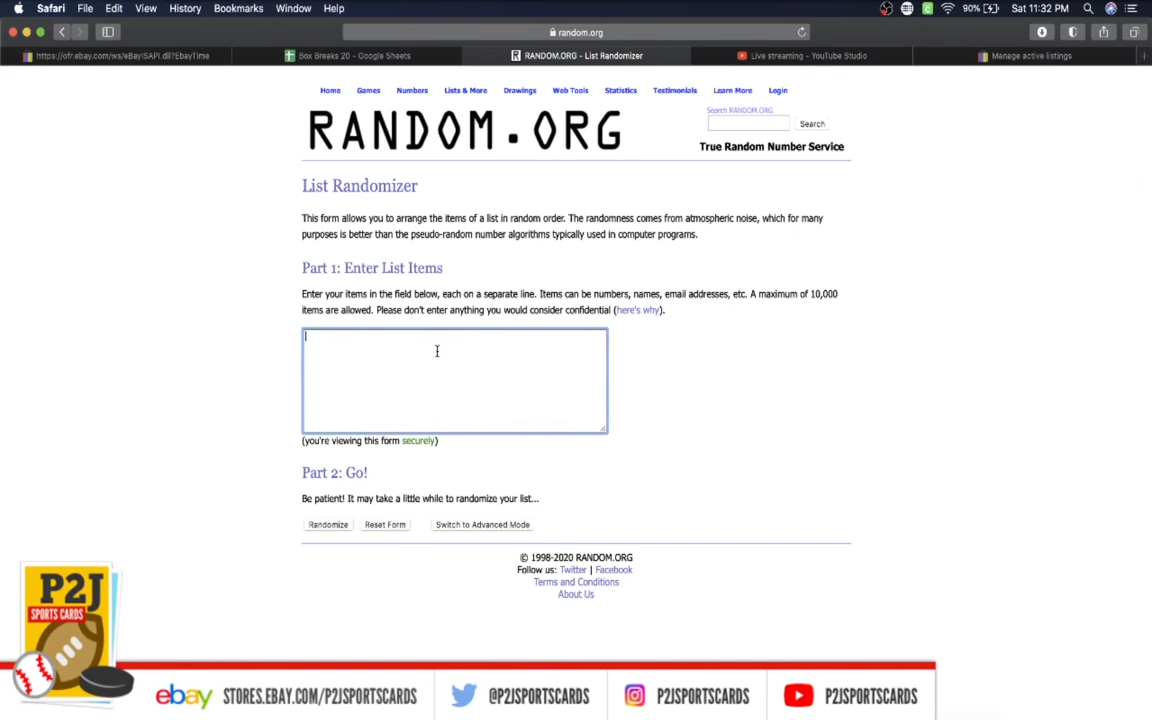 Safari File Edit View History Bookmarks Window Help 90% Sat 11:32 PM
random.org
https://ofr.ebay.com/ws/eBayISAPI.dll?EbayTime Box Breaks 20 - Google Sheets RANDOM.ORG - List Randomizer Live streaming - YouTube Studio Manage active listings
Home Games Numbers Lists & More Drawings Web Tools Statistics Testimonials Learn More Login
RANDOM.ORG
Search RANDOM.ORG
Search
True Random Number Service
List Randomizer
This form allows you to arrange the items of a list in random order. The randomness comes from atmospheric noise, which for many
purposes is better than the pseudo-random number algorithms typically used in computer programs.
Part 1: Enter List Items
Enter your items in the field below, each on a separate line. Items can be numbers, names, email addresses, etc. A maximum of 10,000
items are allowed. Please don't enter anything you would consider confidential (here's why).
(you're viewing this form securely)
Part 2: Go!
Be patient! It may take a little while to randomize your list...
Randomize Reset Form Switch to Advanced Mode
© 1998-2020 RANDOM.ORG
Follow us: Twitter | Facebook
Terms and Conditions
About Us
P2J
SPORTS CARDS
ebay STORES.EBAY.COM/P2JSPORTSCARDS @P2JSPORTSCARDS P2JSPORTSCARDS P2JSPORTSCARDS